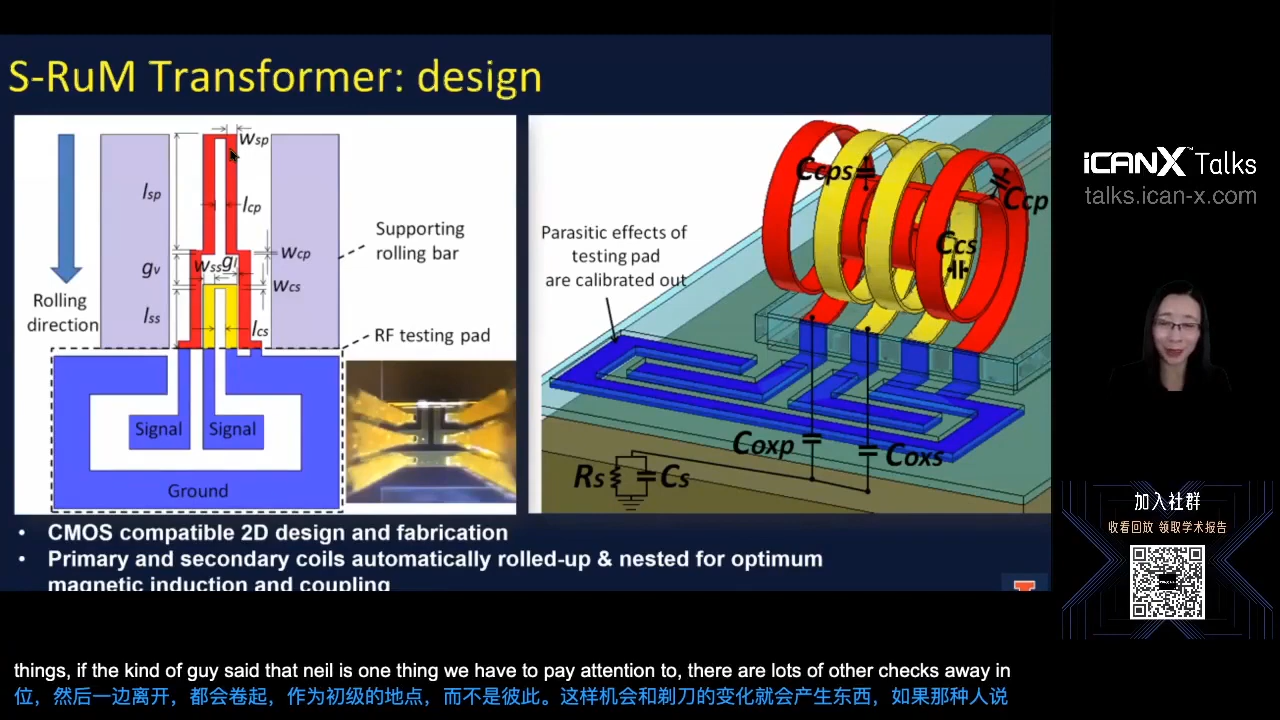 S-RuM Transformer: design
wsp
lsp
lcp
gv
wss
gl
wcp
wcs
lss
lcs
Rolling
direction
Supporting
rolling bar
RF testing pad
Signal
Signal
Ground
Parasitic effects of
testing pad
are calibrated out
Ccps
Ccp
Ccs
Coxp
Coxs
Rs
Cs
• CMOS compatible 2D design and fabrication
• Primary and secondary coils automatically rolled-up & nested for optimum
magnetic induction and coupling
iCANX™ Talks
talks.ican-x.com
加入社群
收看回放 领取学术报告
things, if the kind of guy said that neil is one thing we have to pay attention to, there are lots of other checks away in
位，然后一边离开，都会卷起，作为初级的地点，而不是彼此。这样机会和剃刀的变化就会产生东西，如果那种人说